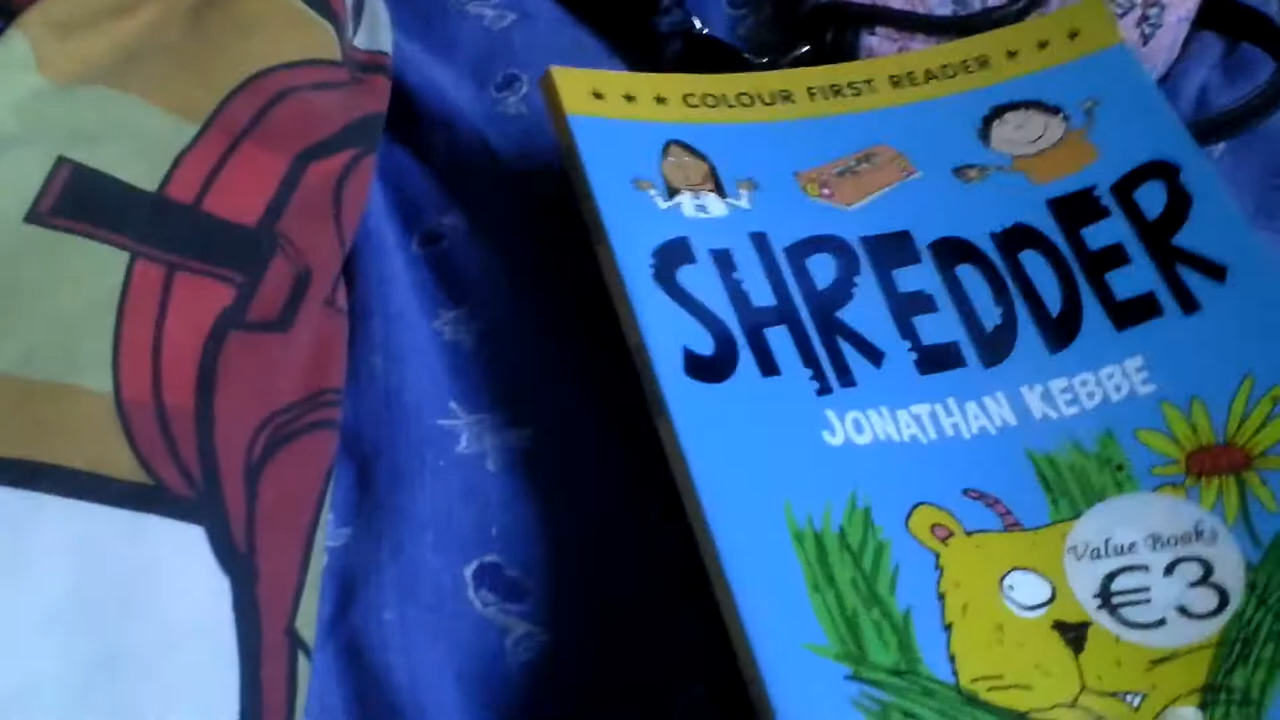 ★ ★ ★ COLOUR FIRST READER ★ ★ ★
SHREDDER
JONATHAN KEBBE
Value Books
€3